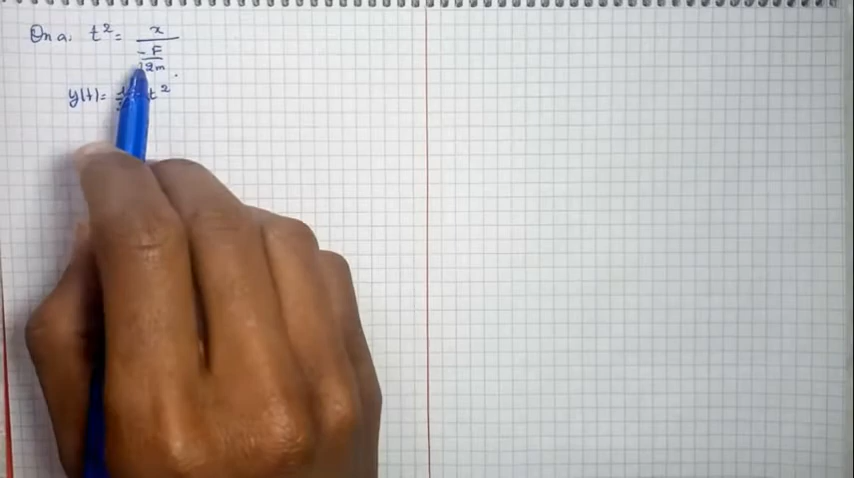 On a: t² = x / (-F / 2m).
y(t) = t²